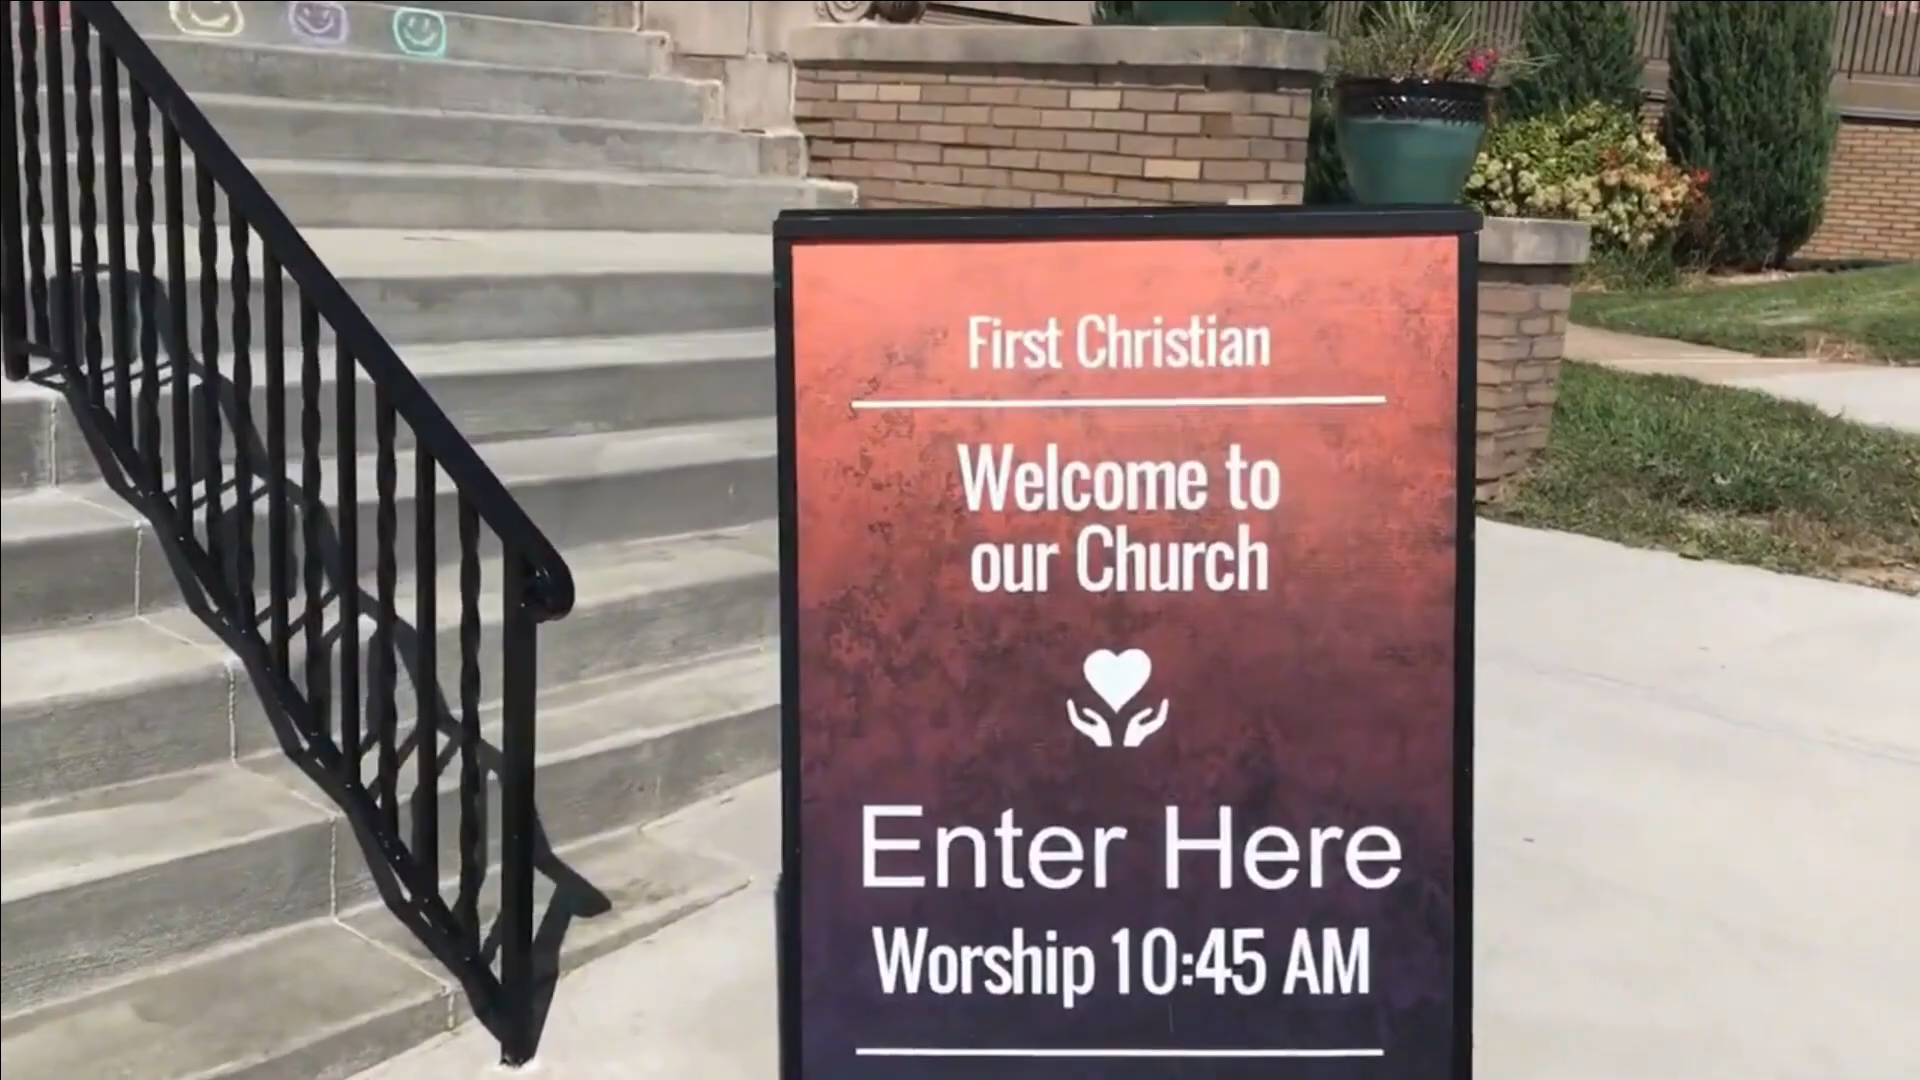 First Christian
Welcome to
our Church
Enter Here
Worship 10:45 AM